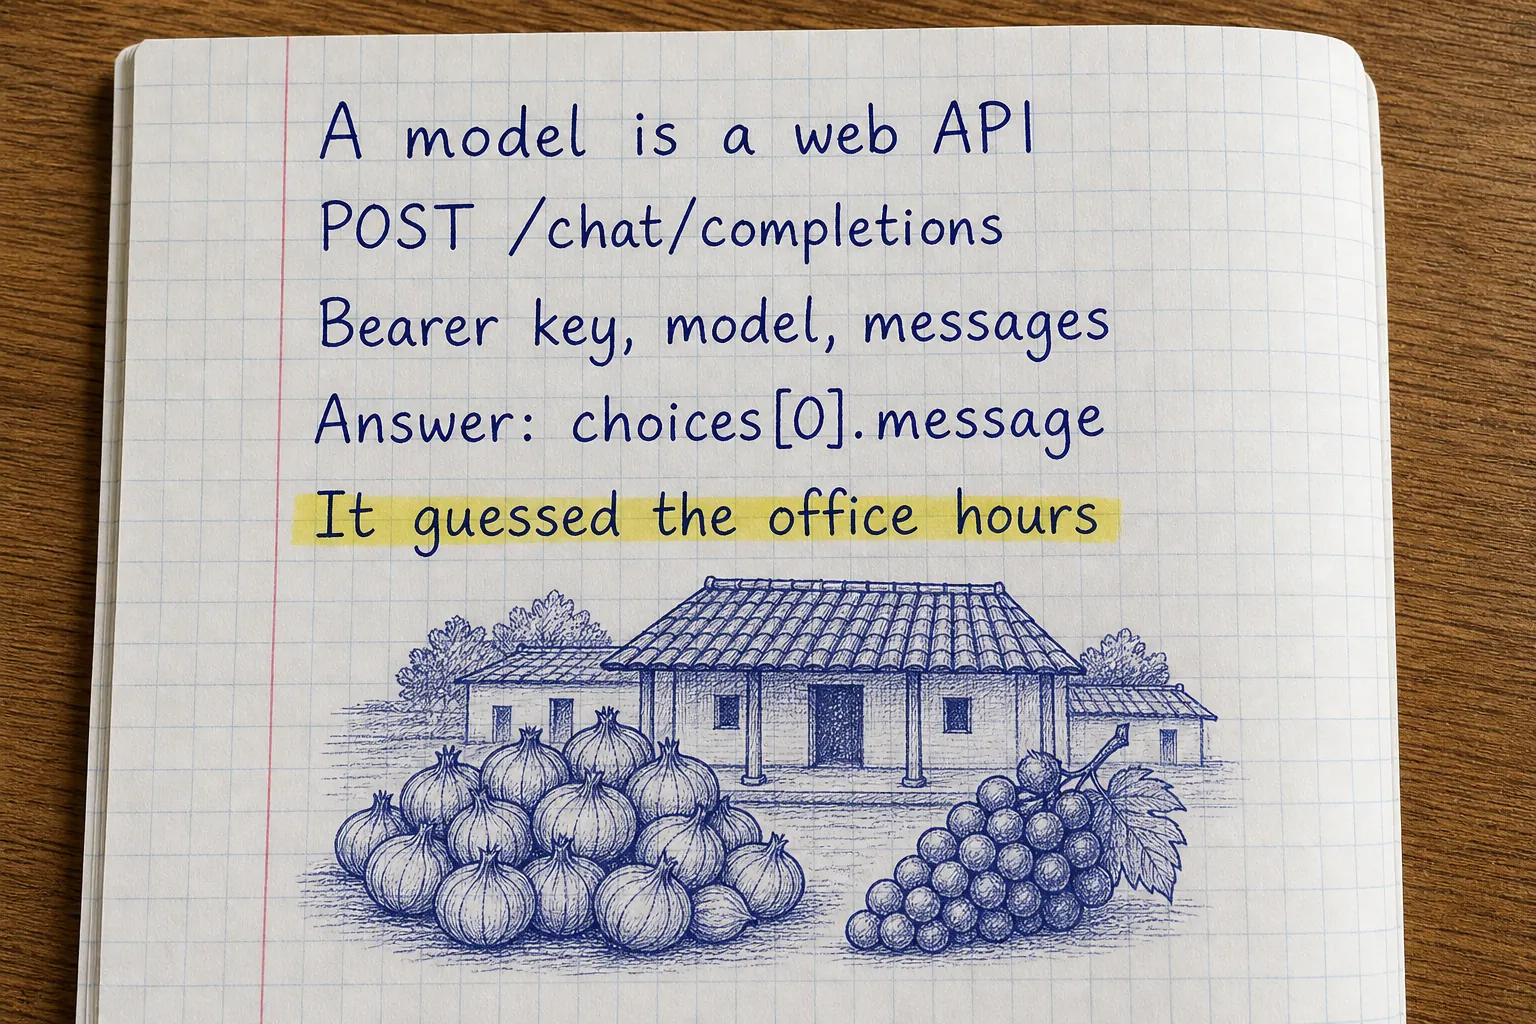 A model is a web API
POST /chat/completions
Bearer key, model, messages
Answer: choices[0].message
It guessed the office hours